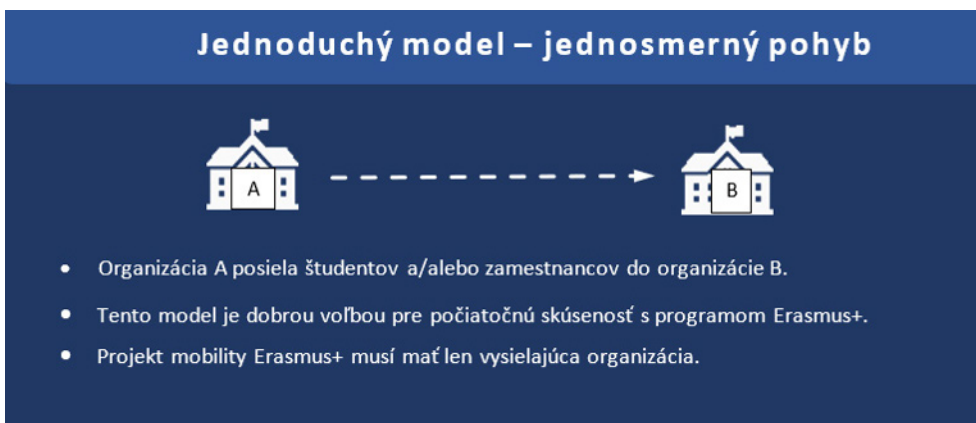 Jednoduchý model – jednosmerný pohyb
A
B
• Organizácia A posiela študentov a/alebo zamestnancov do organizácie B.
• Tento model je dobrou voľbou pre počiatočnú skúsenosť s programom Erasmus+.
• Projekt mobility Erasmus+ musí mať len vysielajúca organizácia.